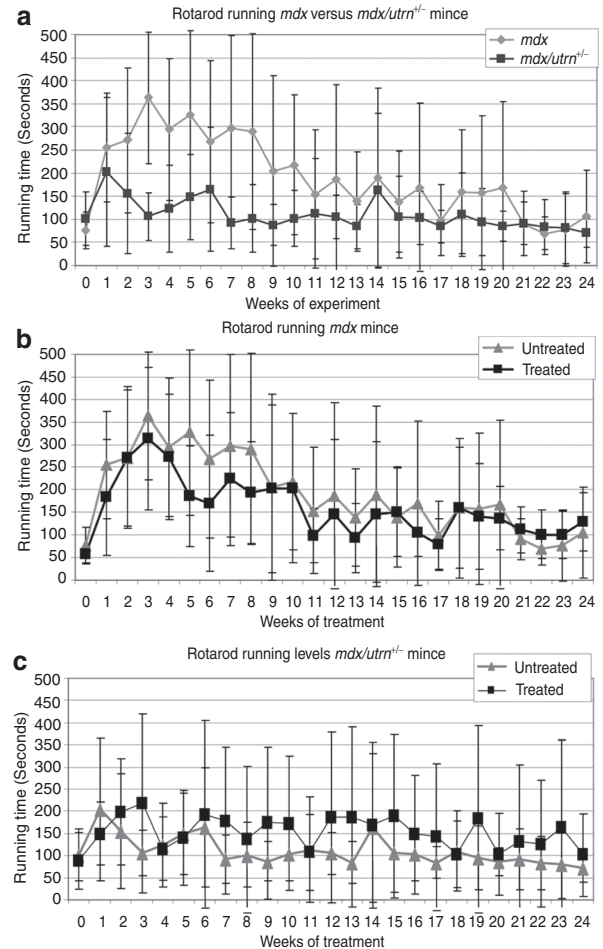 a
Rotarod running mdx versus mdx/utrn+/– mince
mdx
mdx/utrn+/–
500
450
400
350
300
250
200
150
100
50
0
Running time (Seconds)
0 1 2 3 4 5 6 7 8 9 10 11 12 13 14 15 16 17 18 19 20 21 22 23 24
Weeks of experiment
b
Rotarod running mdx mince
Untreated
Treated
500
450
400
350
300
250
200
150
100
50
0
Running time (Seconds)
0 1 2 3 4 5 6 7 8 9 10 11 12 13 14 15 16 17 18 19 20 21 22 23 24
Weeks of treatment
c
Rotarod running levels mdx/utrn+/– mince
Untreated
Treated
500
450
400
350
300
250
200
150
100
50
0
Running time (Seconds)
0 1 2 3 4 5 6 7 8 9 10 11 12 13 14 15 16 17 18 19 20 21 22 23 24
Weeks of treatment